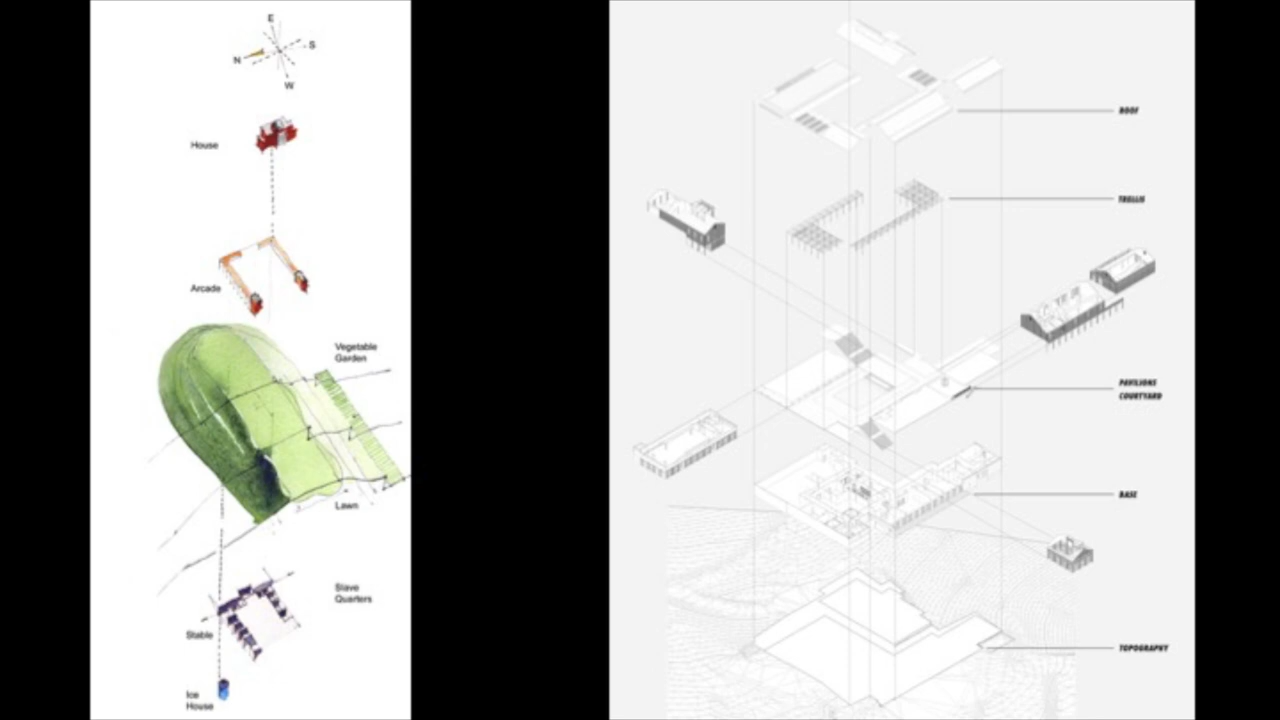 E
S
N
W
House
Arcade
Vegetable
Garden
Lawn
Slave
Quarters
Stable
Ice
House
ROOF
TRELLIS
PAVILIONS
COURTYARD
BASE
TOPOGRAPHY